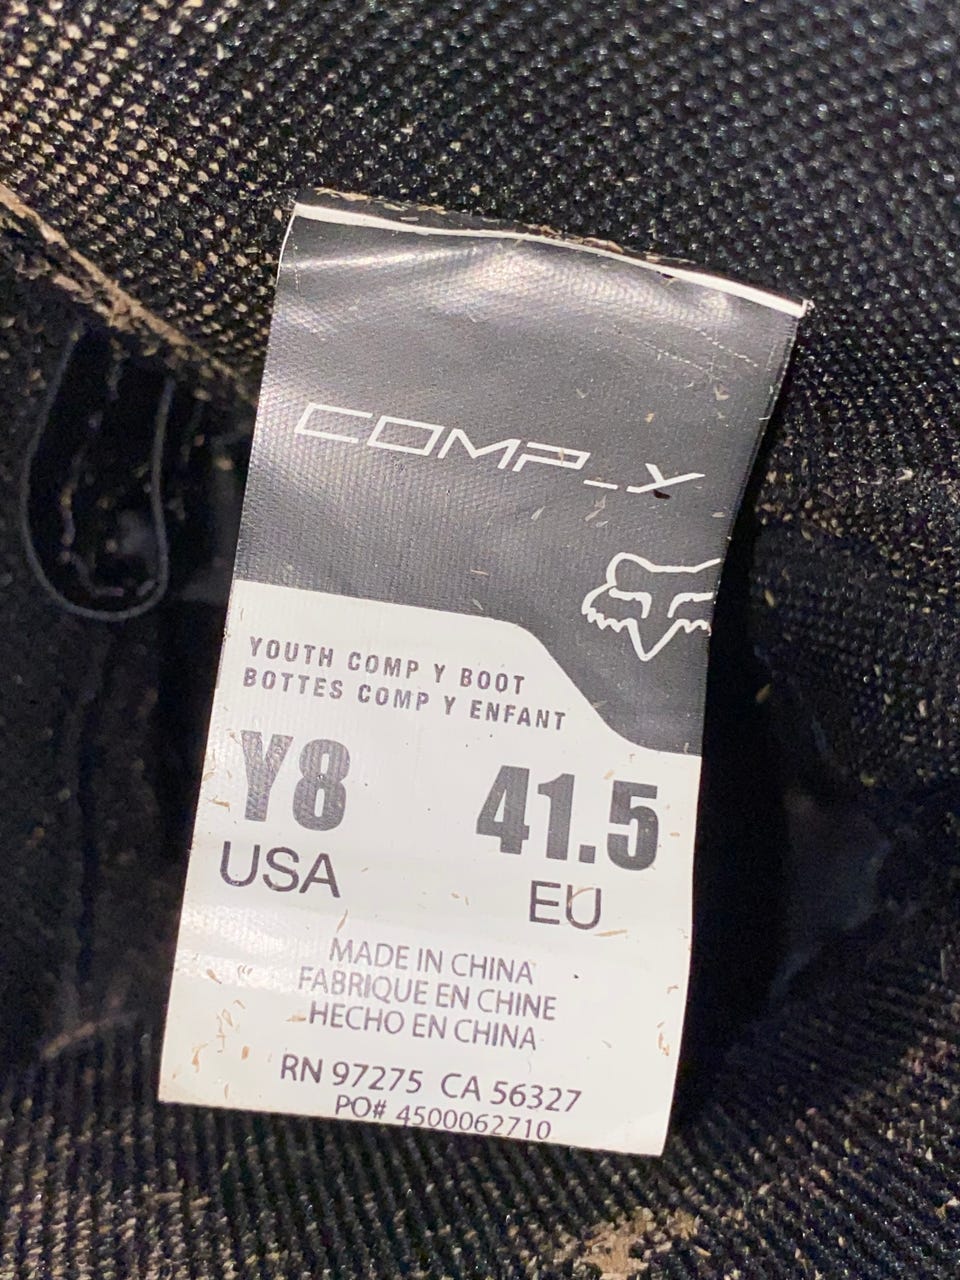 COMP_Y
YOUTH COMP Y BOOT
BOTTES COMP Y ENFANT
Y8 41.5
USA EU
MADE IN CHINA
FABRIQUE EN CHINE
HECHO EN CHINA
RN 97275 CA 56327
PO# 4500062710